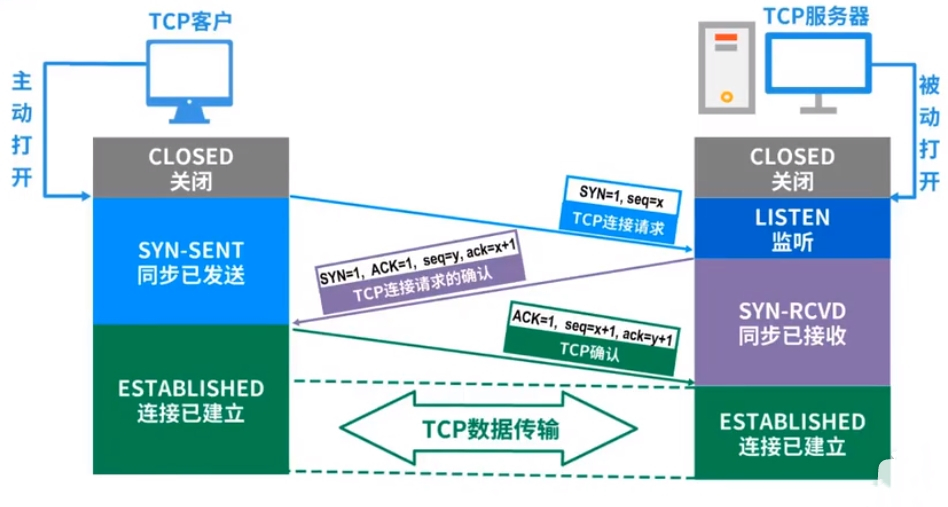 TCP客户
TCP服务器
主动打开
被动打开
CLOSED
关闭
CLOSED
关闭
SYN=1, seq=x
TCP连接请求
LISTEN
监听
SYN-SENT
同步已发送
SYN=1, ACK=1, seq=y, ack=x+1
TCP连接请求的确认
SYN-RCVD
同步已接收
ACK=1, seq=x+1, ack=y+1
TCP确认
ESTABLISHED
连接已建立
TCP数据传输
ESTABLISHED
连接已建立